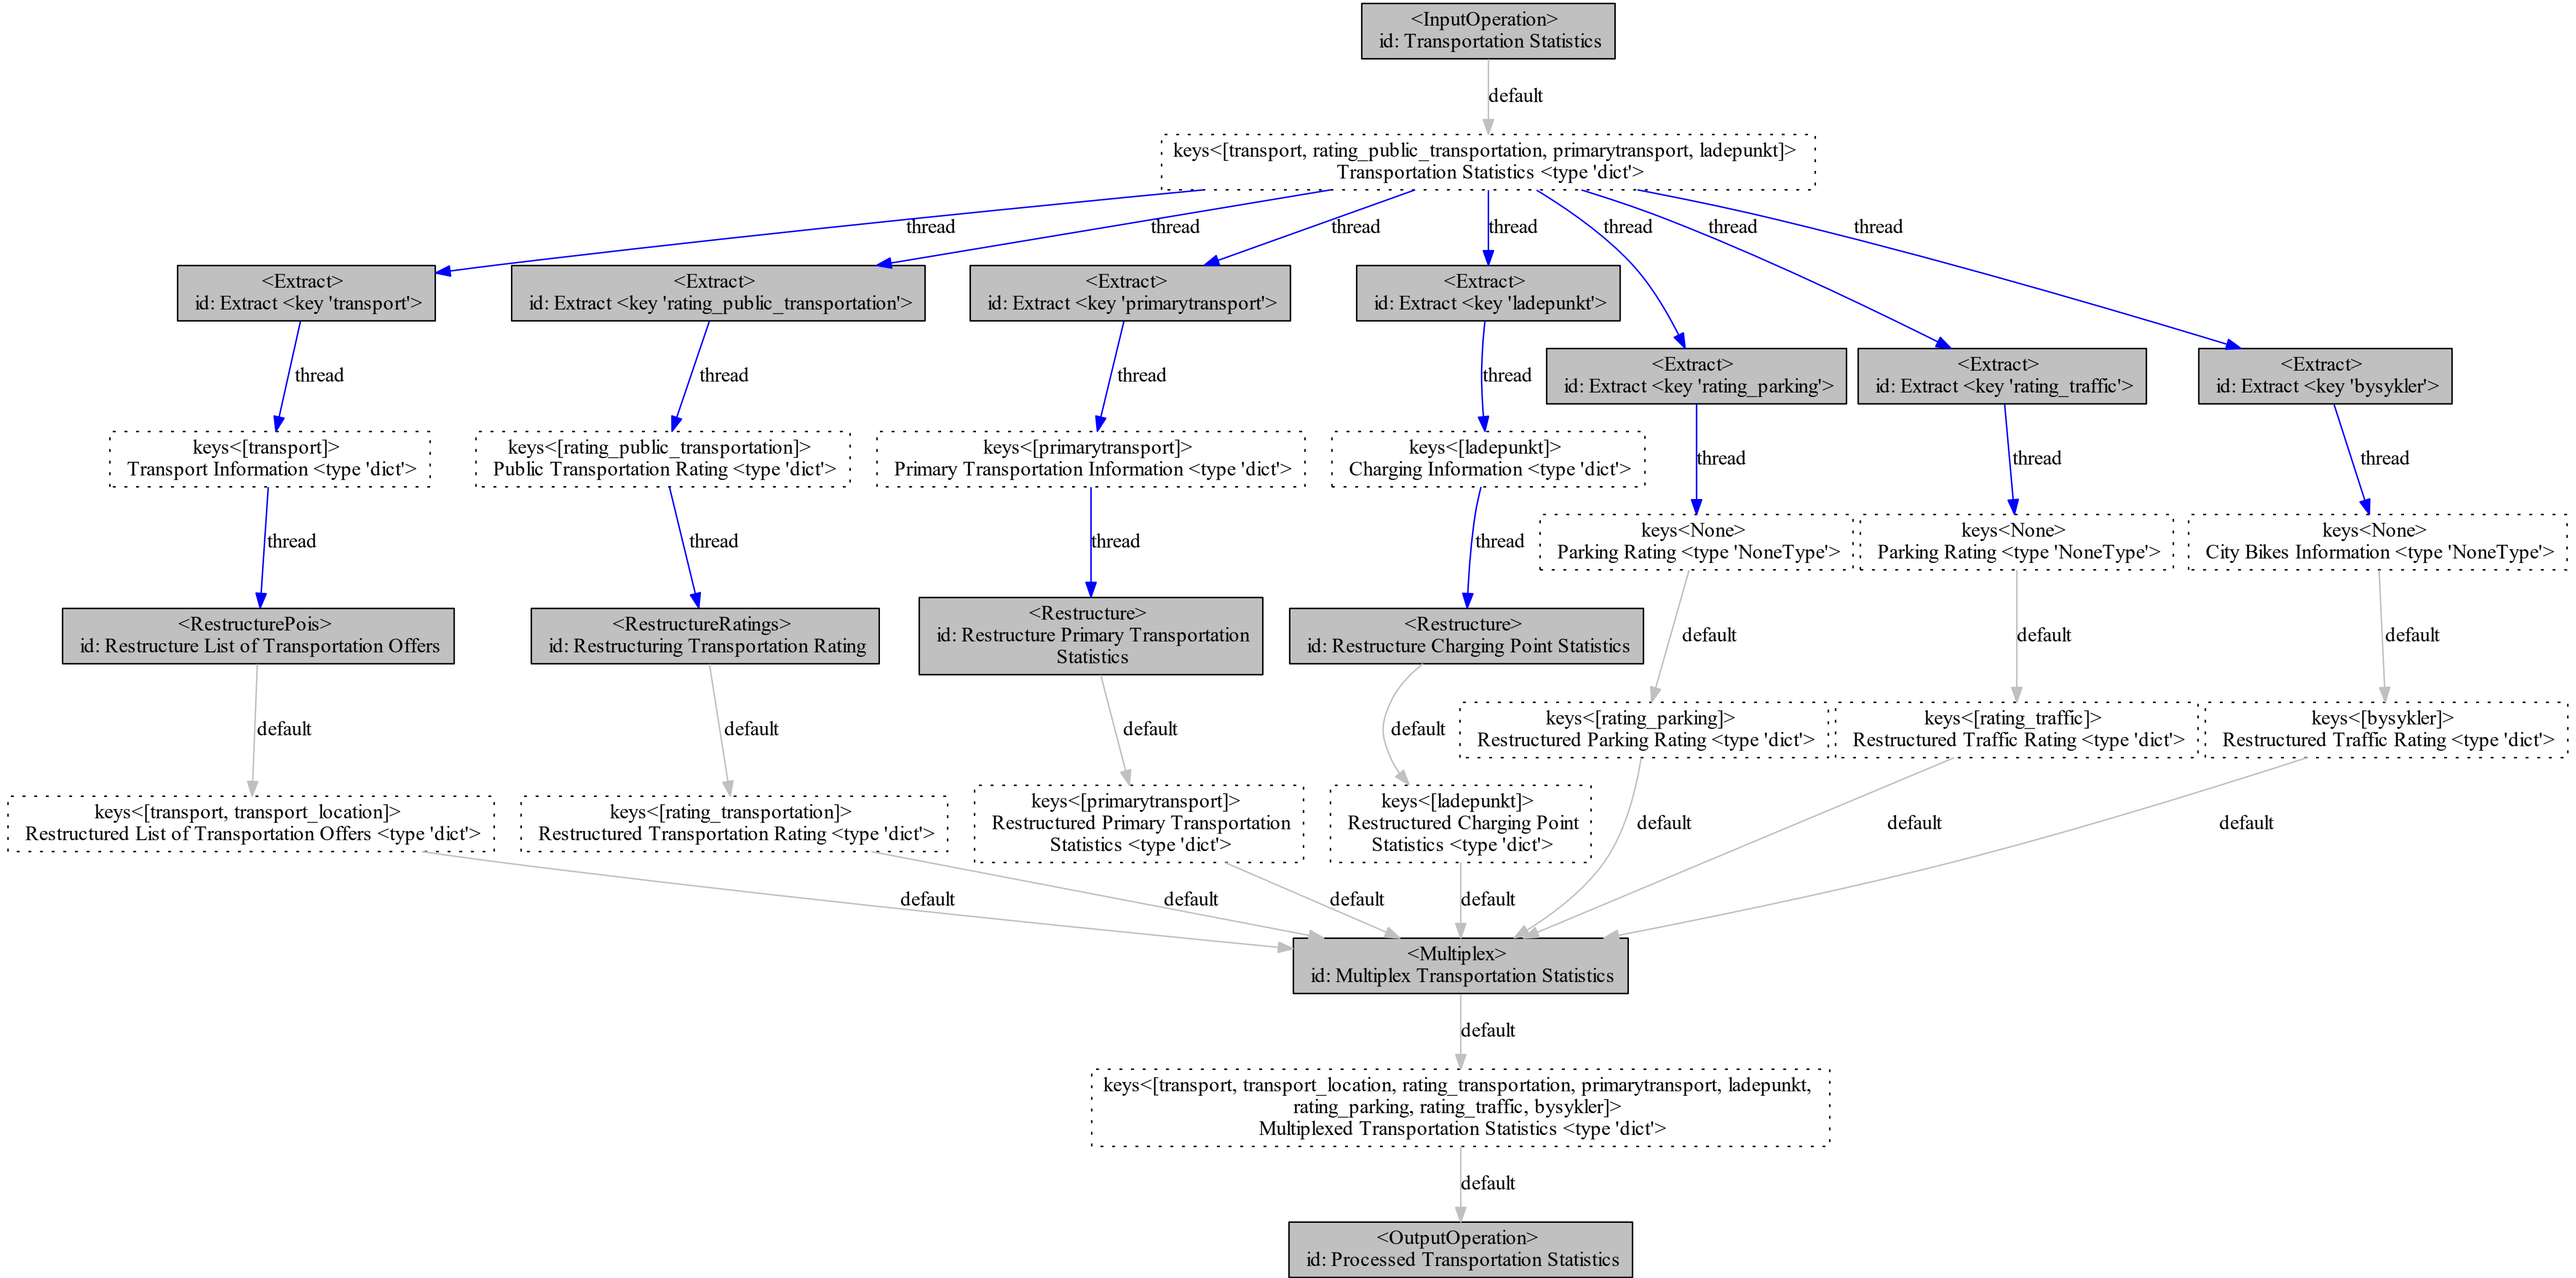 <InputOperation>
id: Transportation Statistics
default
keys<[transport, rating_public_transportation, primarytransport, ladepunkt]>
Transportation Statistics <type 'dict'>
thread
thread
thread
thread
thread
thread
thread
<Extract>
id: Extract <key 'transport'>
<Extract>
id: Extract <key 'rating_public_transportation'>
<Extract>
id: Extract <key 'primarytransport'>
<Extract>
id: Extract <key 'ladepunkt'>
<Extract>
id: Extract <key 'rating_parking'>
<Extract>
id: Extract <key 'rating_traffic'>
<Extract>
id: Extract <key 'bysykler'>
thread
thread
thread
thread
thread
thread
thread
keys<[transport]>
Transport Information <type 'dict'>
keys<[rating_public_transportation]>
Public Transportation Rating <type 'dict'>
keys<[primarytransport]>
Primary Transportation Information <type 'dict'>
keys<[ladepunkt]>
Charging Information <type 'dict'>
keys<None>
Parking Rating <type 'NoneType'>
keys<None>
Parking Rating <type 'NoneType'>
keys<None>
City Bikes Information <type 'NoneType'>
thread
thread
thread
thread
default
default
default
<RestructurePois>
id: Restructure List of Transportation Offers
<RestructureRatings>
id: Restructuring Transportation Rating
<Restructure>
id: Restructure Primary Transportation
Statistics
<Restructure>
id: Restructure Charging Point Statistics
default
default
default
default
keys<[rating_parking]>
Restructured Parking Rating <type 'dict'>
keys<[rating_traffic]>
Restructured Traffic Rating <type 'dict'>
keys<[bysykler]>
Restructured Traffic Rating <type 'dict'>
keys<[transport, transport_location]>
Restructured List of Transportation Offers <type 'dict'>
keys<[rating_transportation]>
Restructured Transportation Rating <type 'dict'>
keys<[primarytransport]>
Restructured Primary Transportation
Statistics <type 'dict'>
keys<[ladepunkt]>
Restructured Charging Point
Statistics <type 'dict'>
default
default
default
default
default
default
default
<Multiplex>
id: Multiplex Transportation Statistics
default
keys<[transport, transport_location, rating_transportation, primarytransport, ladepunkt,
rating_parking, rating_traffic, bysykler]>
Multiplexed Transportation Statistics <type 'dict'>
default
<OutputOperation>
id: Processed Transportation Statistics